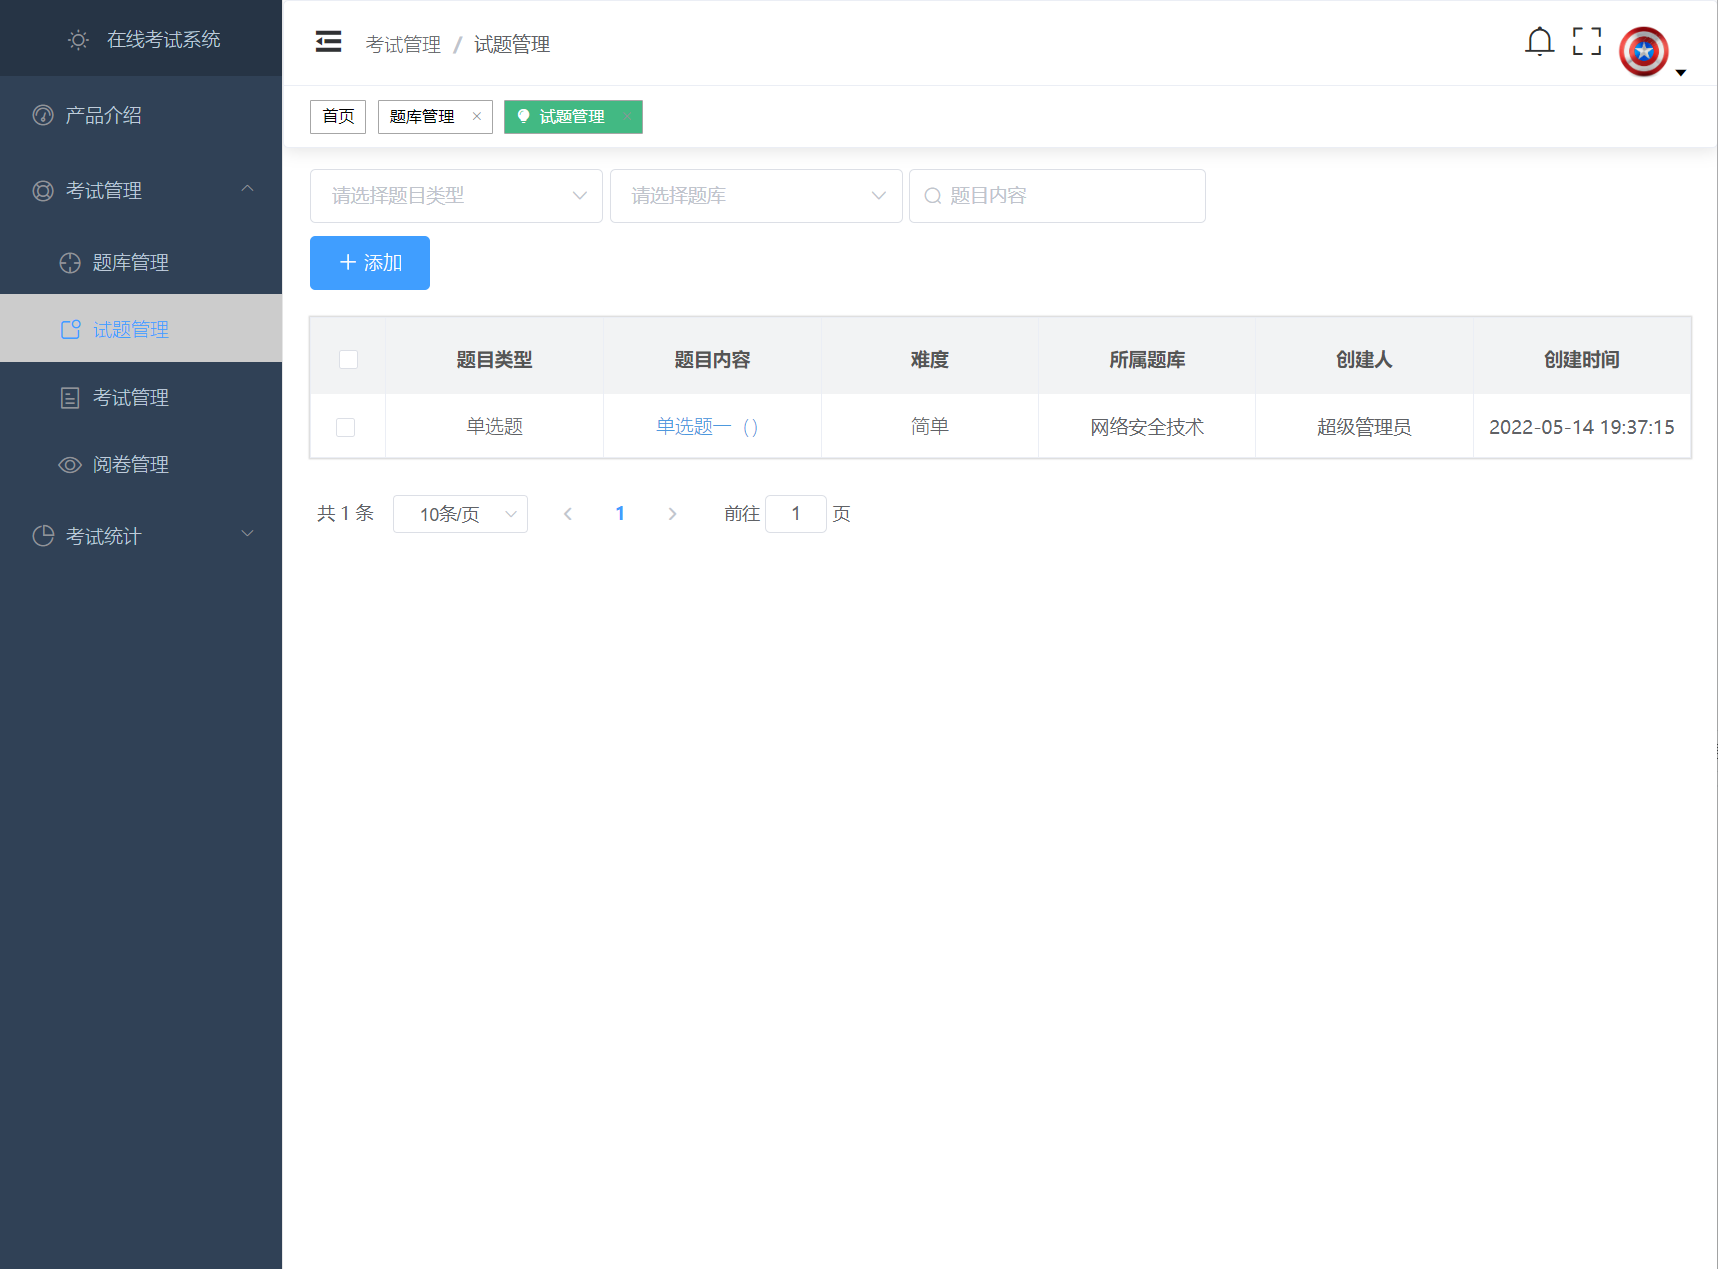 在线考试系统
产品介绍
考试管理
题库管理
试题管理
考试管理
阅卷管理
考试统计
考试管理 / 试题管理
首页 题库管理 × 试题管理
请选择题目类型 请选择题库 题目内容
+ 添加
题目类型 题目内容 难度 所属题库 创建人 创建时间
单选题 单选题一（） 简单 网络安全技术 超级管理员 2022-05-14 19:37:15
共 1 条 10条/页 < 1 > 前往 1 页